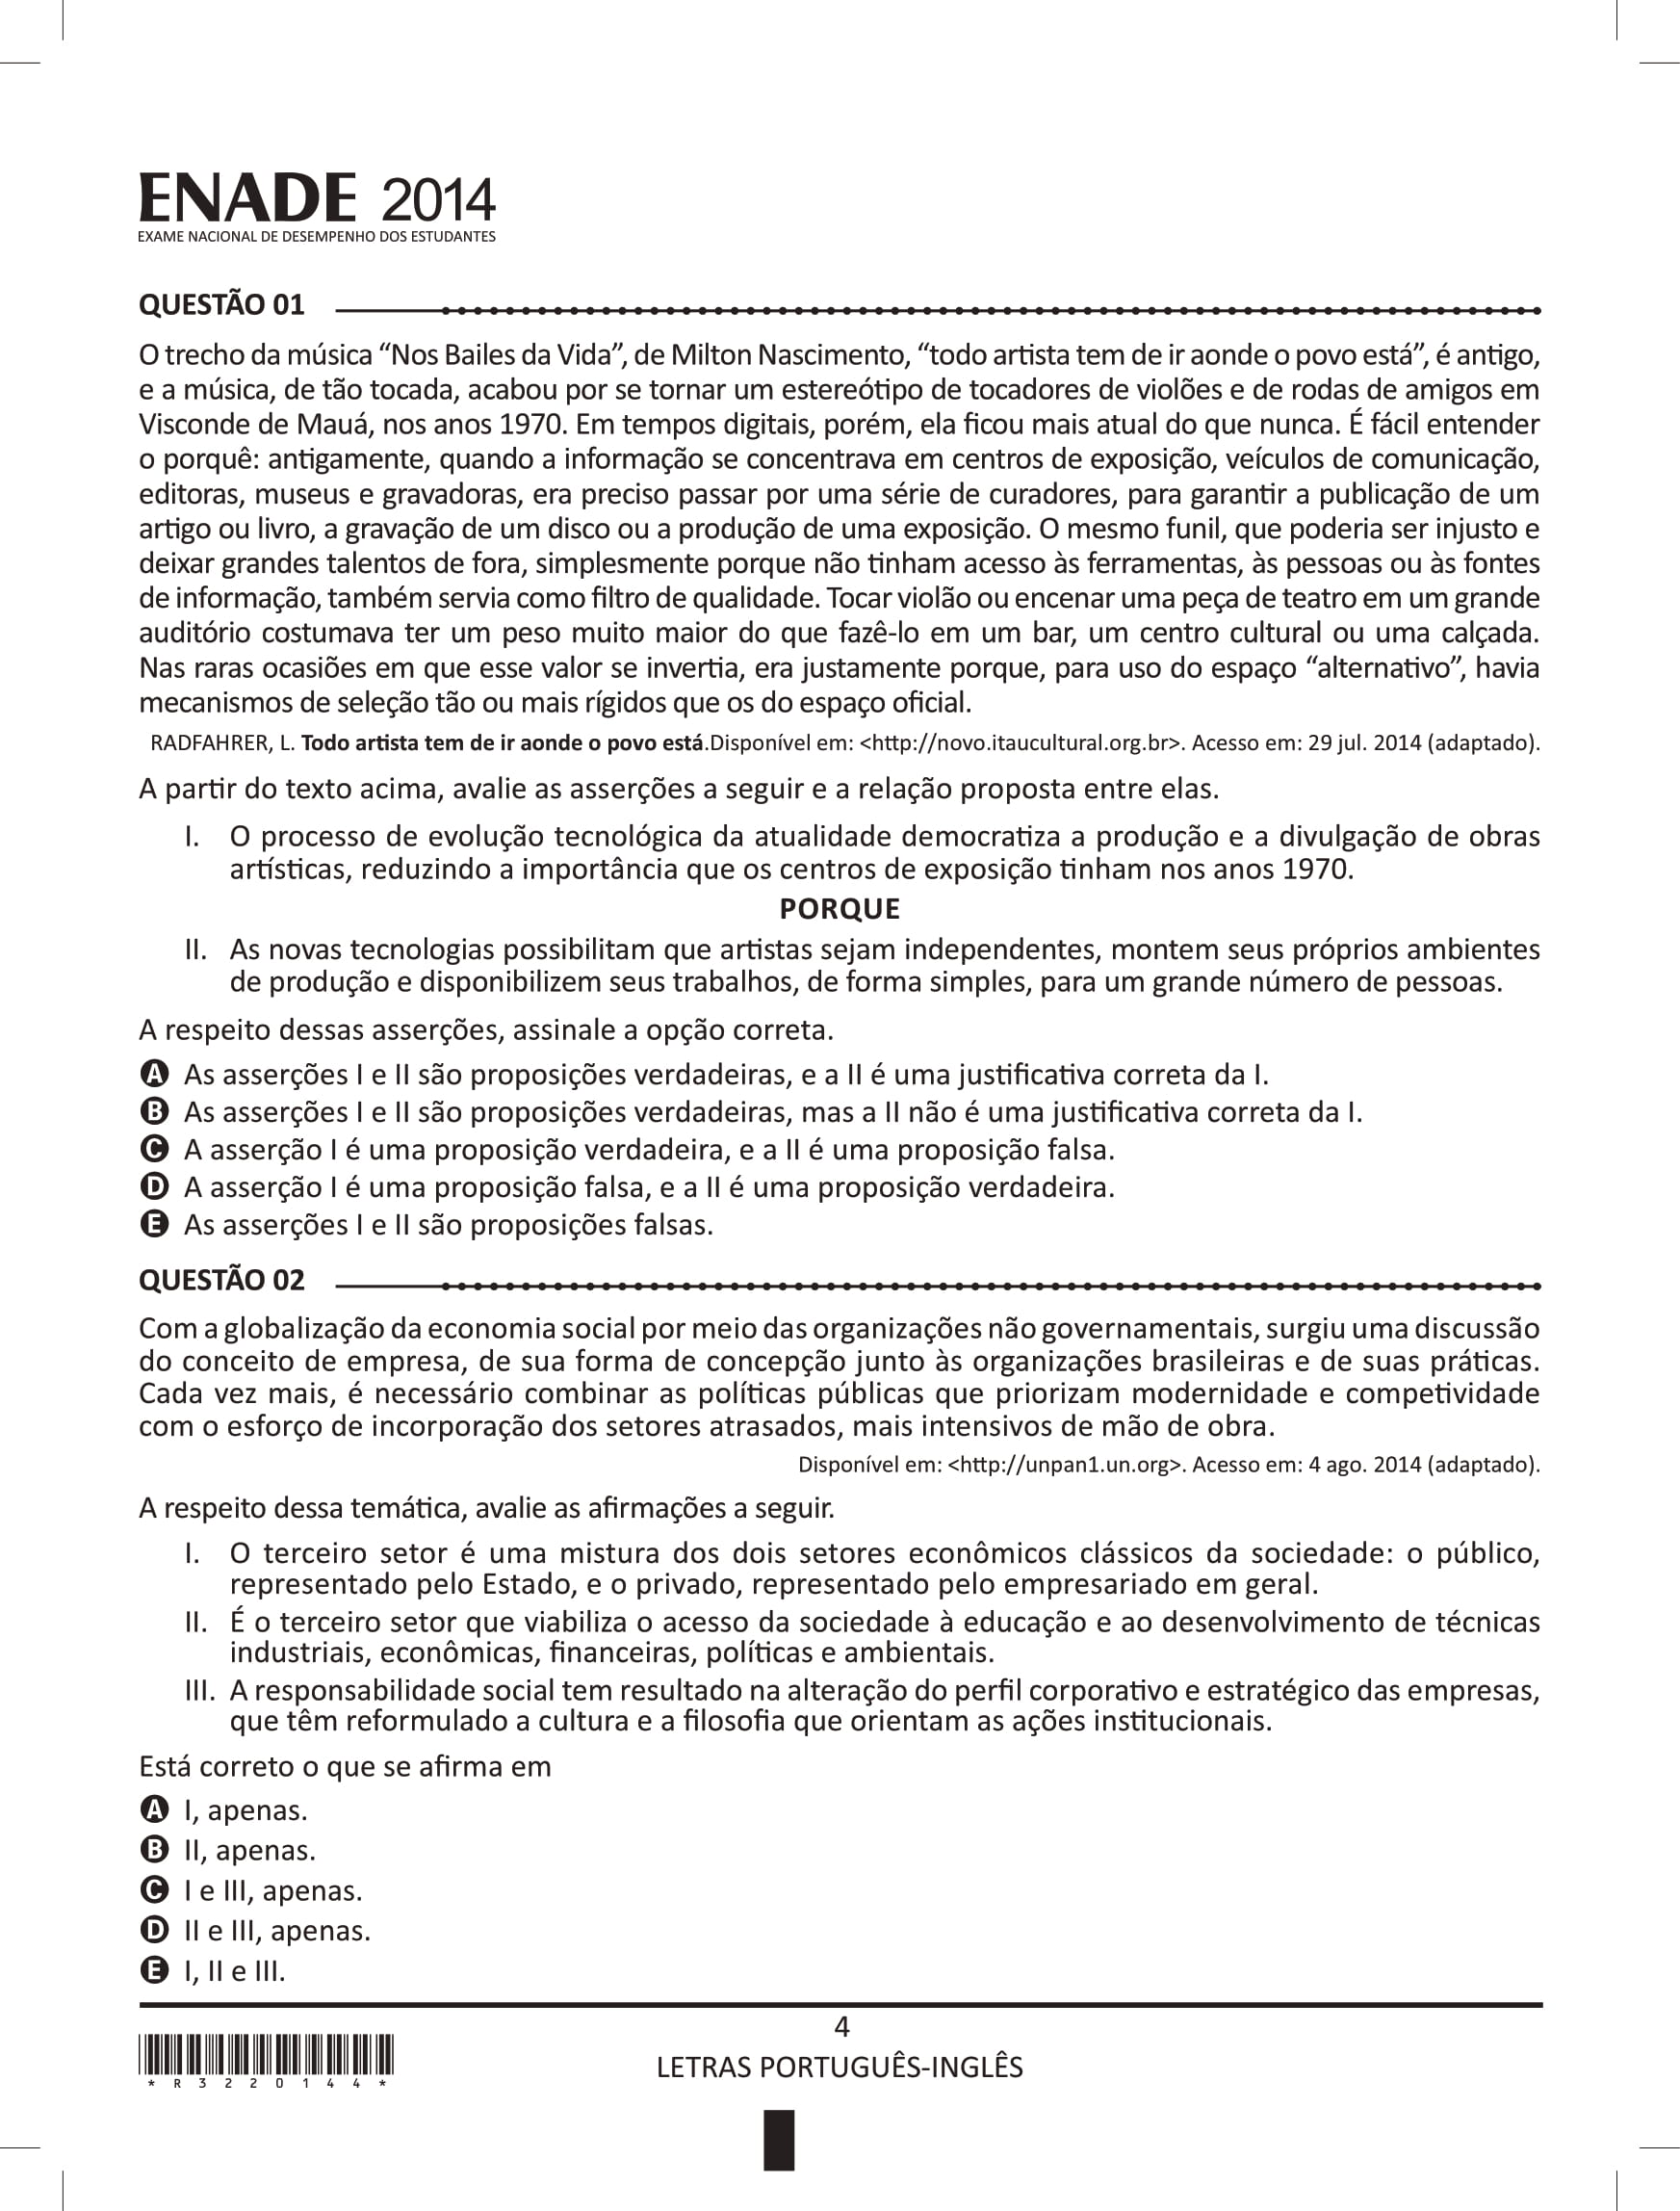 ENADE 2014
EXAME NACIONAL DE DESEMPENHO DOS ESTUDANTES
QUESTÃO 01
O trecho da música “Nos Bailes da Vida”, de Milton Nascimento, “todo artista tem de ir aonde o povo está”, é antigo,
e a música, de tão tocada, acabou por se tornar um estereótipo de tocadores de violões e de rodas de amigos em
Visconde de Mauá, nos anos 1970. Em tempos digitais, porém, ela ficou mais atual do que nunca. É fácil entender
o porquê: antigamente, quando a informação se concentrava em centros de exposição, veículos de comunicação,
editoras, museus e gravadoras, era preciso passar por uma série de curadores, para garantir a publicação de um
artigo ou livro, a gravação de um disco ou a produção de uma exposição. O mesmo funil, que poderia ser injusto e
deixar grandes talentos de fora, simplesmente porque não tinham acesso às ferramentas, às pessoas ou às fontes
de informação, também servia como filtro de qualidade. Tocar violão ou encenar uma peça de teatro em um grande
auditório costumava ter um peso muito maior do que fazê-lo em um bar, um centro cultural ou uma calçada.
Nas raras ocasiões em que esse valor se invertia, era justamente porque, para uso do espaço “alternativo”, havia
mecanismos de seleção tão ou mais rígidos que os do espaço oficial.
RADFAHRER, L. Todo artista tem de ir aonde o povo está.Disponível em: <http://novo.itaucultural.org.br>. Acesso em: 29 jul. 2014 (adaptado).
A partir do texto acima, avalie as asserções a seguir e a relação proposta entre elas.
I. O processo de evolução tecnológica da atualidade democratiza a produção e a divulgação de obras
artísticas, reduzindo a importância que os centros de exposição tinham nos anos 1970.
PORQUE
II. As novas tecnologias possibilitam que artistas sejam independentes, montem seus próprios ambientes
de produção e disponibilizem seus trabalhos, de forma simples, para um grande número de pessoas.
A respeito dessas asserções, assinale a opção correta.
A As asserções I e II são proposições verdadeiras, e a II é uma justificativa correta da I.
B As asserções I e II são proposições verdadeiras, mas a II não é uma justificativa correta da I.
C A asserção I é uma proposição verdadeira, e a II é uma proposição falsa.
D A asserção I é uma proposição falsa, e a II é uma proposição verdadeira.
E As asserções I e II são proposições falsas.
QUESTÃO 02
Com a globalização da economia social por meio das organizações não governamentais, surgiu uma discussão
do conceito de empresa, de sua forma de concepção junto às organizações brasileiras e de suas práticas.
Cada vez mais, é necessário combinar as políticas públicas que priorizam modernidade e competividade
com o esforço de incorporação dos setores atrasados, mais intensivos de mão de obra.
Disponível em: <http://unpan1.un.org>. Acesso em: 4 ago. 2014 (adaptado).
A respeito dessa temática, avalie as afirmações a seguir.
I. O terceiro setor é uma mistura dos dois setores econômicos clássicos da sociedade: o público,
representado pelo Estado, e o privado, representado pelo empresariado em geral.
II. É o terceiro setor que viabiliza o acesso da sociedade à educação e ao desenvolvimento de técnicas
industriais, econômicas, financeiras, políticas e ambientais.
III. A responsabilidade social tem resultado na alteração do perfil corporativo e estratégico das empresas,
que têm reformulado a cultura e a filosofia que orientam as ações institucionais.
Está correto o que se afirma em
A I, apenas.
B II, apenas.
C I e III, apenas.
D II e III, apenas.
E I, II e III.
4
LETRAS PORTUGUÊS-INGLÊS
* R 3 2 2 0 1 4 4 *